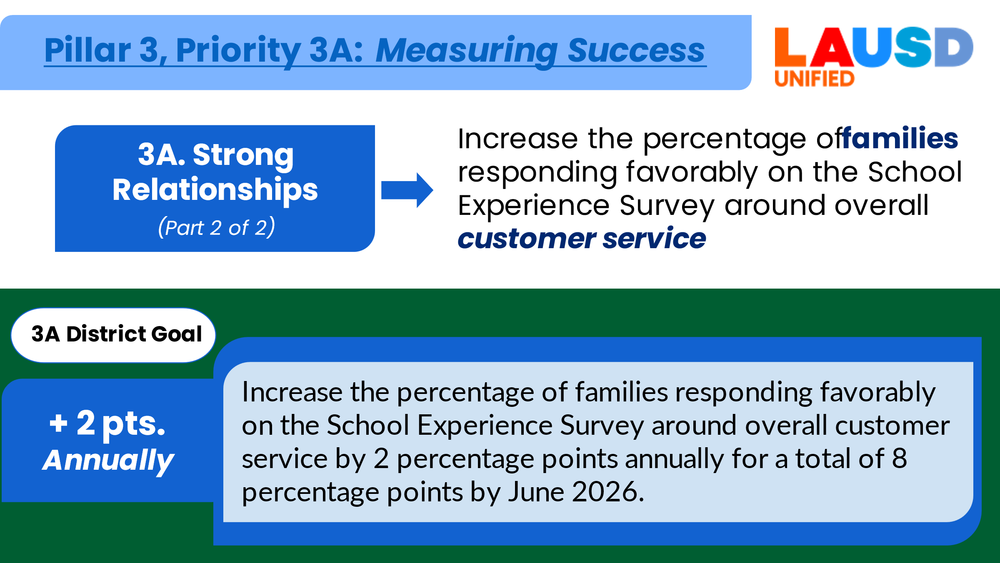 Pillar 3, Priority 3A: Measuring Success
LAUSD
UNIFIED
3A. Strong
Relationships
(Part 2 of 2)
Increase the percentage of families
responding favorably on the School
Experience Survey around overall
customer service
3A District Goal
+ 2 pts.
Annually
Increase the percentage of families responding favorably
on the School Experience Survey around overall customer
service by 2 percentage points annually for a total of 8
percentage points by June 2026.